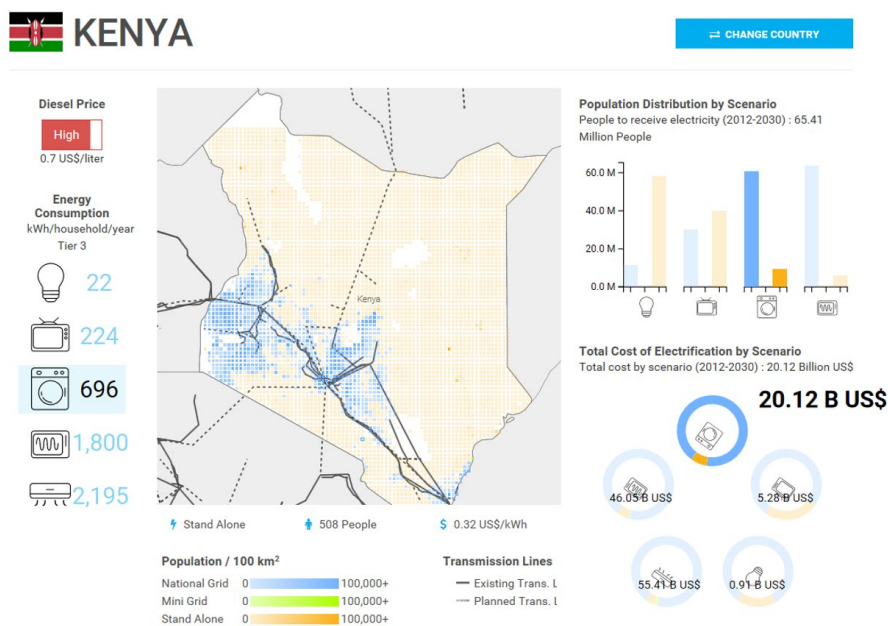 KENYA
⇄ CHANGE COUNTRY
Diesel Price
High
0.7 US$/liter
Energy
Consumption
kWh/household/year
Tier 3
22
224
696
1,800
2,195
Kenya
Stand Alone
508 People
$ 0.32 US$/kWh
Population / 100 km²
National Grid 0 100,000+
Mini Grid 0 100,000+
Stand Alone 0 100,000+
Transmission Lines
Existing Trans. L
Planned Trans. L
Population Distribution by Scenario
People to receive electricity (2012-2030) : 65.41
Million People
60.0 M
40.0 M
20.0 M
0.0 M
Total Cost of Electrification by Scenario
Total cost by scenario (2012-2030) : 20.12 Billion US$
20.12 B US$
46.05 B US$
5.28 B US$
55.41 B US$
0.91 B US$